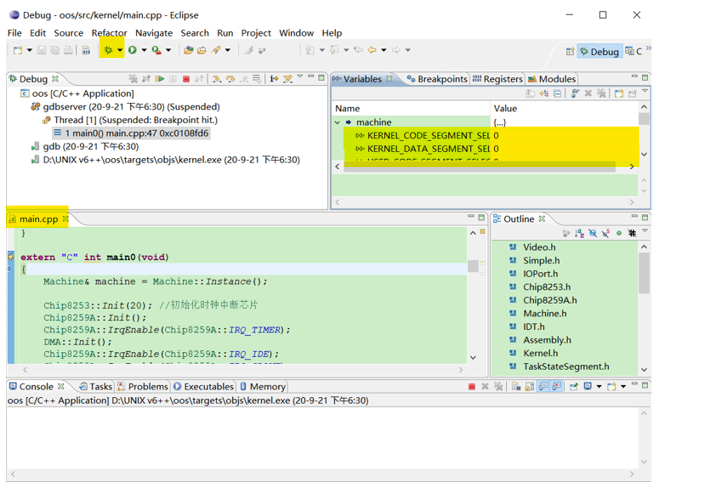 Debug - oos/src/kernel/main.cpp - Eclipse
File Edit Source Refactor Navigate Search Run Project Window Help
Debug C
Debug
oos [C/C++ Application]
gdbserver (20-9-21 下午6:30) (Suspended)
Thread [1] (Suspended: Breakpoint hit.)
1 main0() main.cpp:47 0xc0108fd6
gdb (20-9-21 下午6:30)
D:\UNIX v6++\oos\targets\objs\kernel.exe (20-9-21 下午6:30)
Variables Breakpoints Registers Modules
Name Value
machine {...}
KERNEL_CODE_SEGMENT_SEL 0
KERNEL_DATA_SEGMENT_SEL 0
main.cpp
}
extern "C" int main0(void)
{
Machine& machine = Machine::Instance();
Chip8253::Init(20); //初始化时钟中断芯片
Chip8259A::Init();
Chip8259A::IrqEnable(Chip8259A::IRQ_TIMER);
DMA::Init();
Chip8259A::IrqEnable(Chip8259A::IRQ_IDE);
Outline
Video.h
Simple.h
IOPort.h
Chip8253.h
Chip8259A.h
Machine.h
IDT.h
Assembly.h
Kernel.h
TaskStateSegment.h
Console Tasks Problems Executables Memory
oos [C/C++ Application] D:\UNIX v6++\oos\targets\objs\kernel.exe (20-9-21 下午6:30)